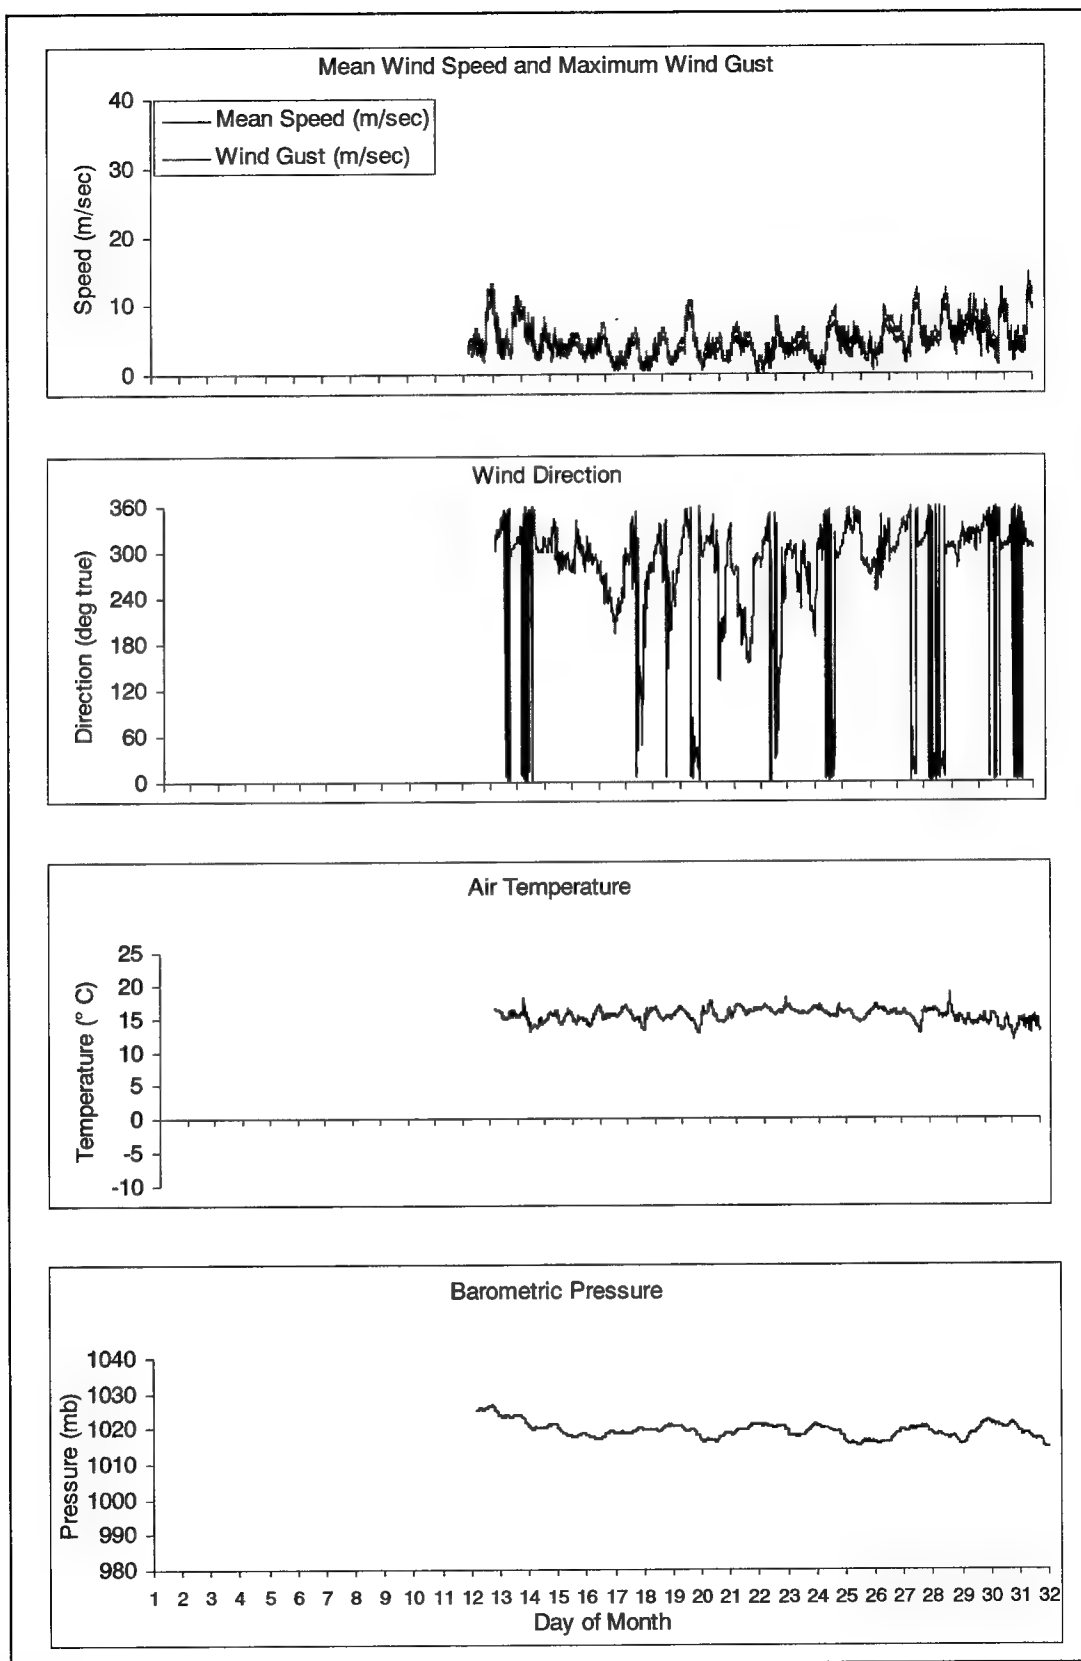 Mean Wind Speed and Maximum Wind Gust
Mean Speed (m/sec)
Wind Gust (m/sec)
Speed (m/sec)
40
30
20
10
0
Wind Direction
Direction (deg true)
360
300
240
180
120
60
0
Air Temperature
Temperature (° C)
25
20
15
10
5
0
-5
-10
Barometric Pressure
Pressure (mb)
1040
1030
1020
1010
1000
990
980
1 2 3 4 5 6 7 8 9 10 11 12 13 14 15 16 17 18 19 20 21 22 23 24 25 26 27 28 29 30 31 32
Day of Month